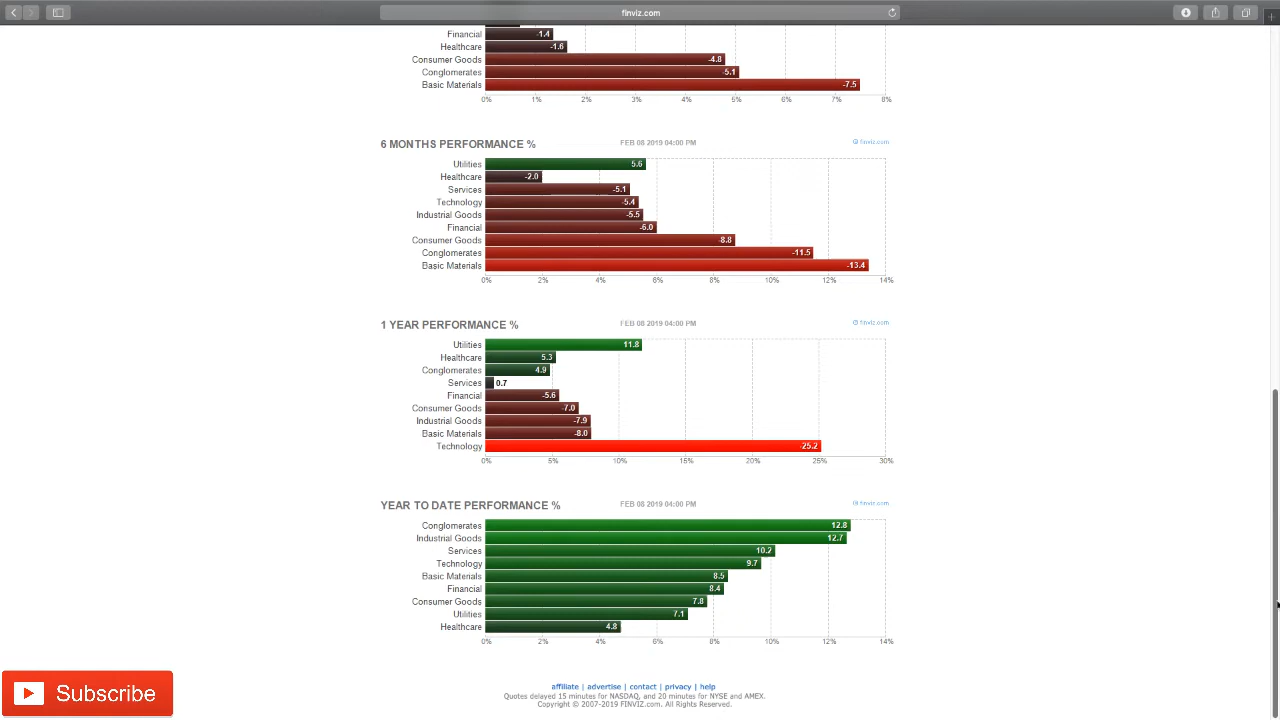 finviz.com
Financial -1.4
Healthcare -1.6
Consumer Goods -4.8
Conglomerates -5.1
Basic Materials -7.5
0% 1% 2% 3% 4% 5% 6% 7% 8%
6 MONTHS PERFORMANCE % FEB 08 2019 04:00 PM © finviz.com
Utilities 5.6
Healthcare -2.0
Services -5.1
Technology -5.4
Industrial Goods -5.5
Financial -6.0
Consumer Goods -8.8
Conglomerates -11.5
Basic Materials -13.4
0% 2% 4% 6% 8% 10% 12% 14%
1 YEAR PERFORMANCE % FEB 08 2019 04:00 PM © finviz.com
Utilities 11.8
Healthcare 5.3
Conglomerates 4.9
Services 0.7
Financial -5.6
Consumer Goods -7.0
Industrial Goods -7.9
Basic Materials -8.0
Technology -25.2
0% 5% 10% 15% 20% 25% 30%
YEAR TO DATE PERFORMANCE % FEB 08 2019 04:00 PM © finviz.com
Conglomerates 12.8
Industrial Goods 12.7
Services 10.2
Technology 9.7
Basic Materials 8.5
Financial 8.4
Consumer Goods 7.8
Utilities 7.1
Healthcare 4.8
0% 2% 4% 6% 8% 10% 12% 14%
affiliate | advertise | contact | privacy | help
Quotes delayed 15 minutes for NASDAQ, and 20 minutes for NYSE and AMEX.
Copyright © 2007-2019 FINVIZ.com. All Rights Reserved.
Subscribe